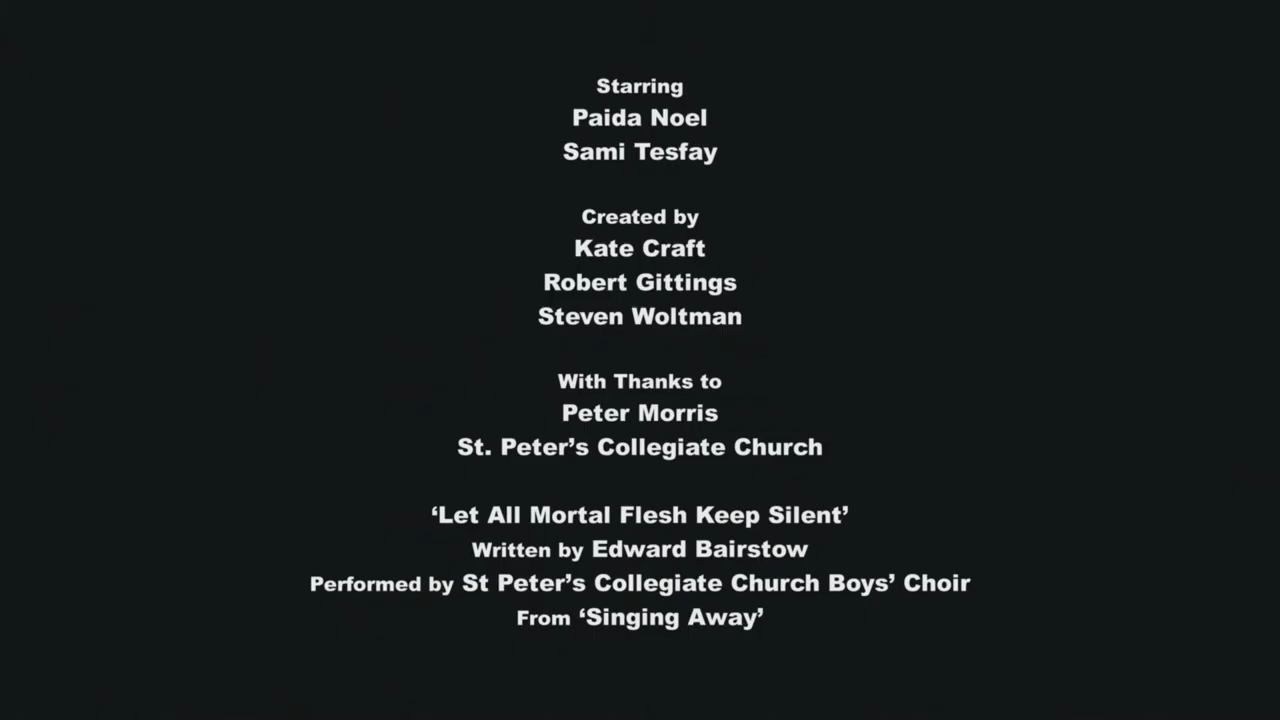 Starring
Paida Noel
Sami Tesfay
Created by
Kate Craft
Robert Gittings
Steven Woltman
With Thanks to
Peter Morris
St. Peter’s Collegiate Church
‘Let All Mortal Flesh Keep Silent’
Written by Edward Bairstow
Performed by St Peter’s Collegiate Church Boys’ Choir
From ‘Singing Away’